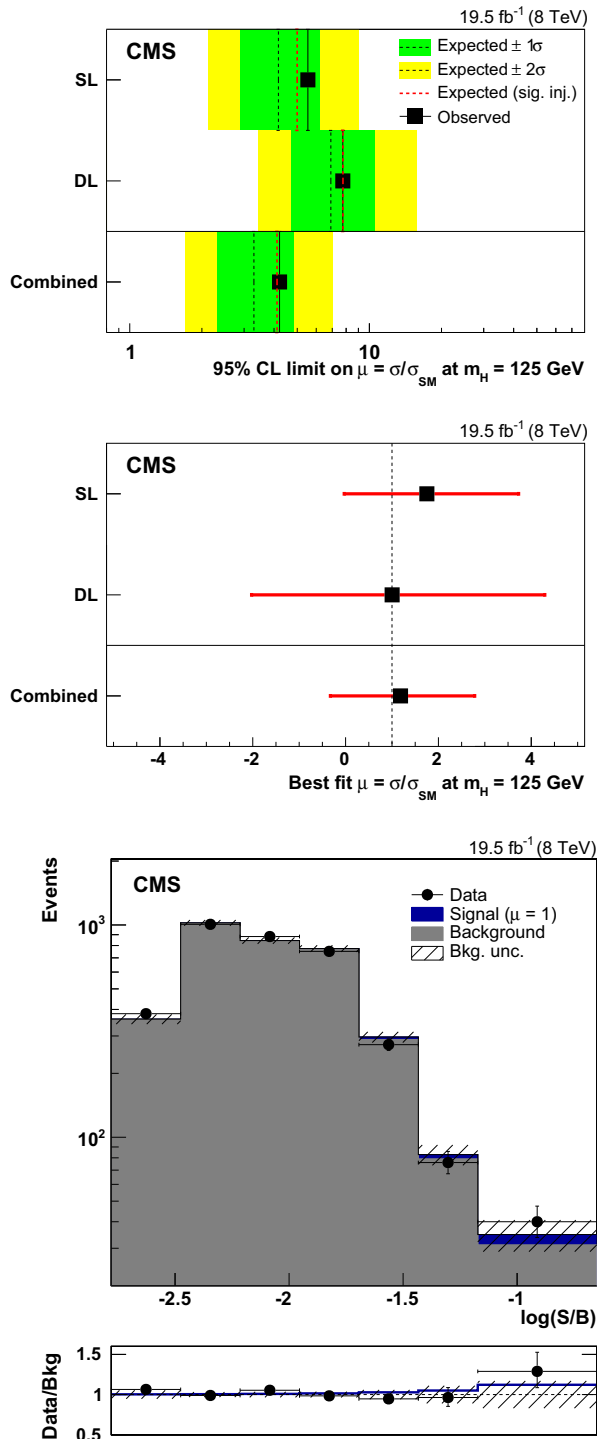 19.5 fb⁻¹ (8 TeV)
CMS
Expected ± 1σ
Expected ± 2σ
Expected (sig. inj.)
Observed
SL
DL
Combined
1 10
95% CL limit on μ = σ/σ_SM at m_H = 125 GeV
19.5 fb⁻¹ (8 TeV)
CMS
SL
DL
Combined
-4 -2 0 2 4
Best fit μ = σ/σ_SM at m_H = 125 GeV
19.5 fb⁻¹ (8 TeV)
Events
CMS
Data
Signal (μ = 1)
Background
Bkg. unc.
10³
10²
-2.5 -2 -1.5 -1
log(S/B)
Data/Bkg
1.5
1
0.5